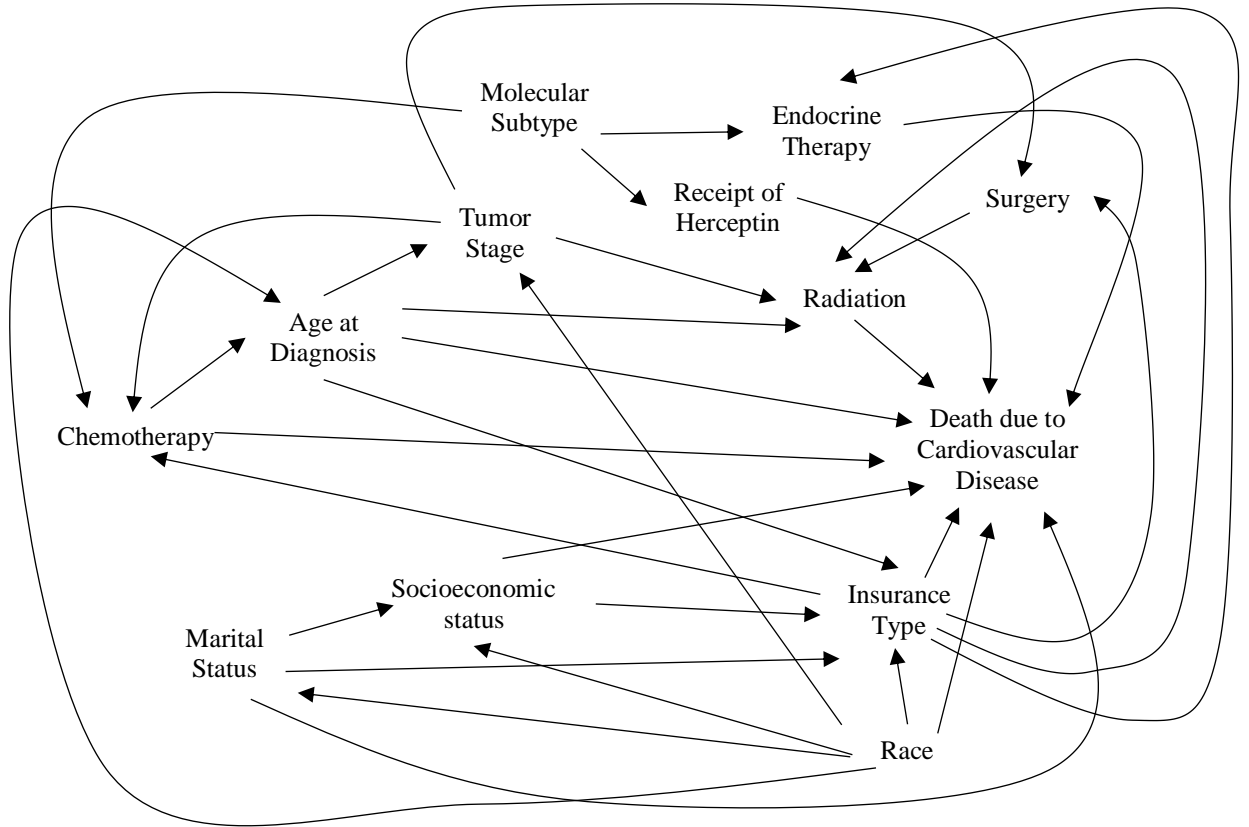 Molecular
Subtype
Endocrine
Therapy
Receipt of
Herceptin
Surgery
Tumor
Stage
Radiation
Age at
Diagnosis
Chemotherapy
Death due to
Cardiovascular
Disease
Socioeconomic
status
Insurance
Type
Marital
Status
Race